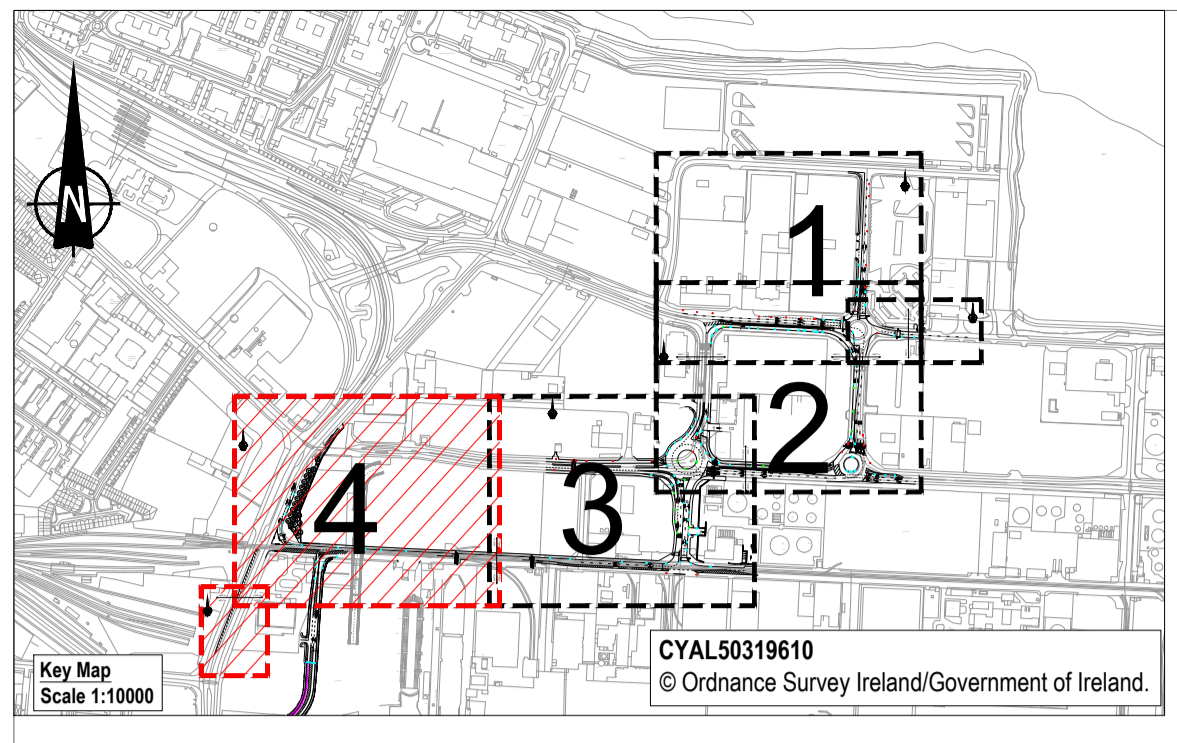 N
1
2
3
4
Key Map
Scale 1:10000
CYAL50319610
© Ordnance Survey Ireland/Government of Ireland.